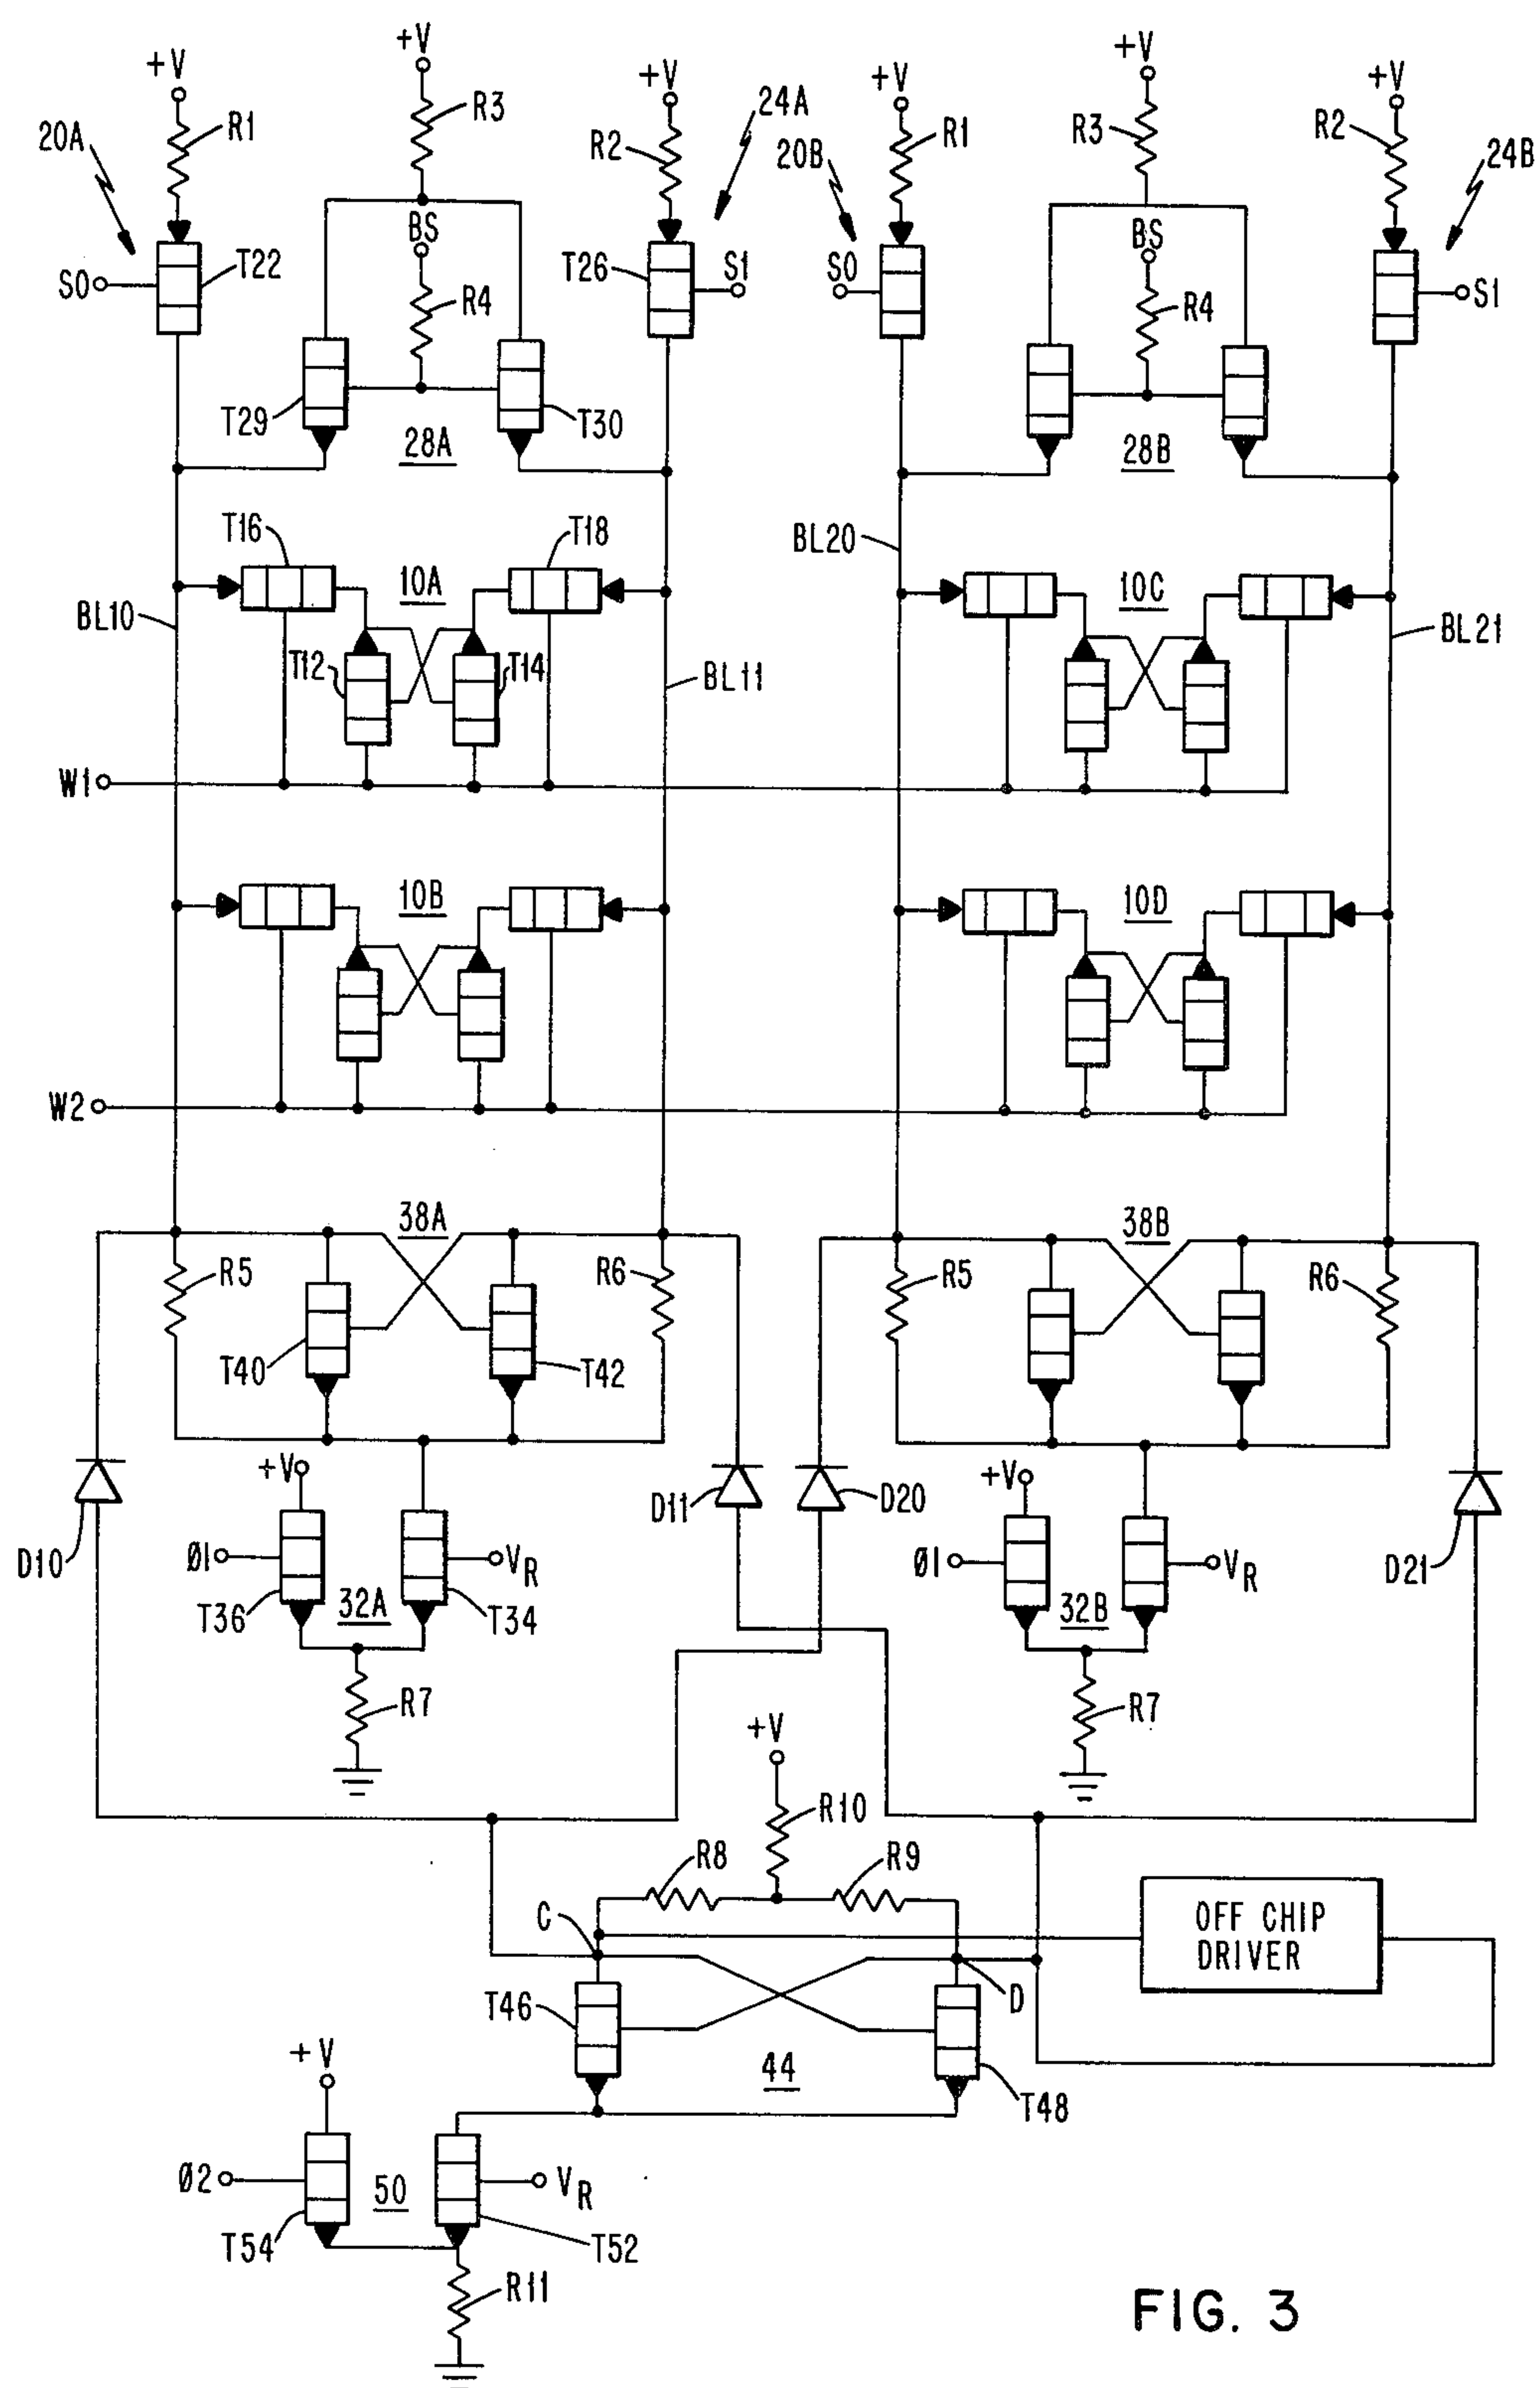 +V
+V
+V
+V
+V
+V
20A
R1
R3
R2
24A
20B
R1
R3
R2
24B
S0
T22
BS
R4
T26
S1
S0
BS
R4
S1
T29
28A
T30
28B
T16
10A
T18
BL20
10C
BL10
T12
T14
BL11
BL21
W1
10B
10D
W2
38A
38B
R5
R6
R5
R6
T40
T42
+V
+V
D10
Ø1
VR
D11
D20
Ø1
VR
D21
T36
32A
T34
32B
R7
R7
+V
R10
R8
R9
C
OFF CHIP
DRIVER
T46
D
44
T48
+V
Ø2
50
VR
T54
T52
R11
FIG. 3